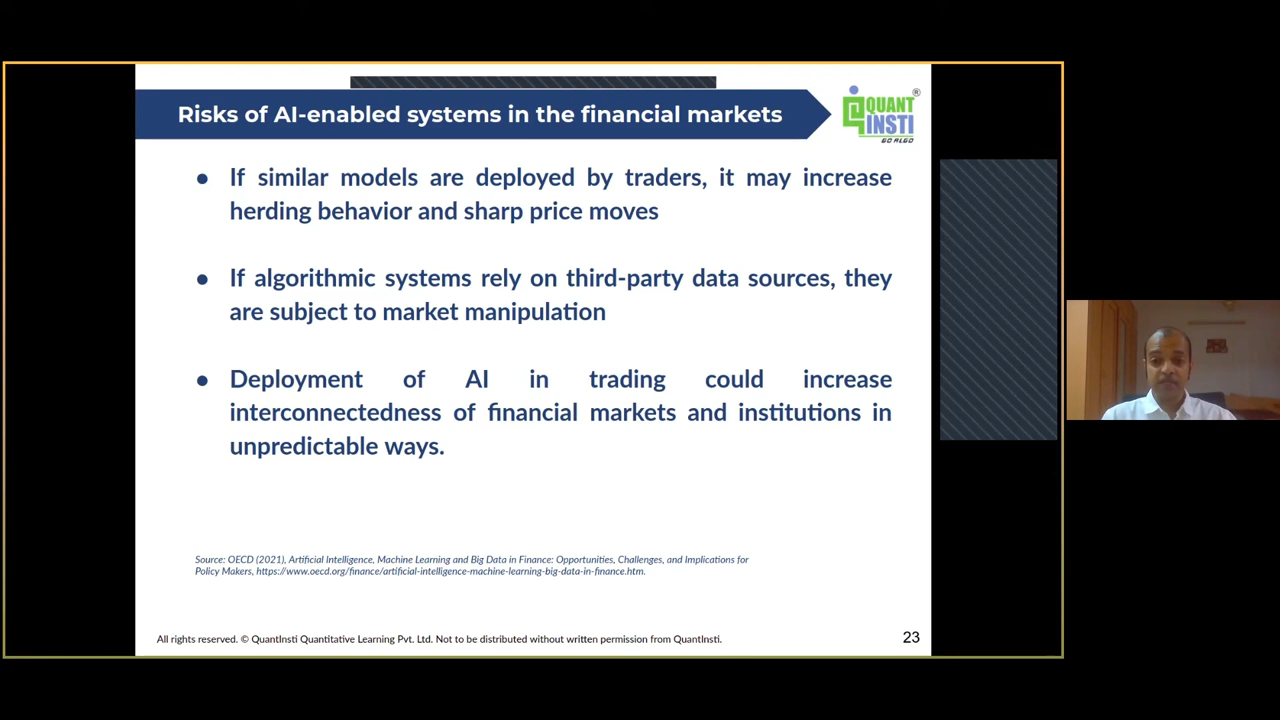 Risks of AI-enabled systems in the financial markets
QUANT
INSTI
®
GO ALGO
● If similar models are deployed by traders, it may increase
herding behavior and sharp price moves
● If algorithmic systems rely on third-party data sources, they
are subject to market manipulation
● Deployment of AI in trading could increase
interconnectedness of financial markets and institutions in
unpredictable ways.
Source: OECD (2021), Artificial Intelligence, Machine Learning and Big Data in Finance: Opportunities, Challenges, and Implications for
Policy Makers, https://www.oecd.org/finance/artificial-intelligence-machine-learning-big-data-in-finance.htm.
All rights reserved. © QuantInsti Quantitative Learning Pvt. Ltd. Not to be distributed without written permission from QuantInsti.
23